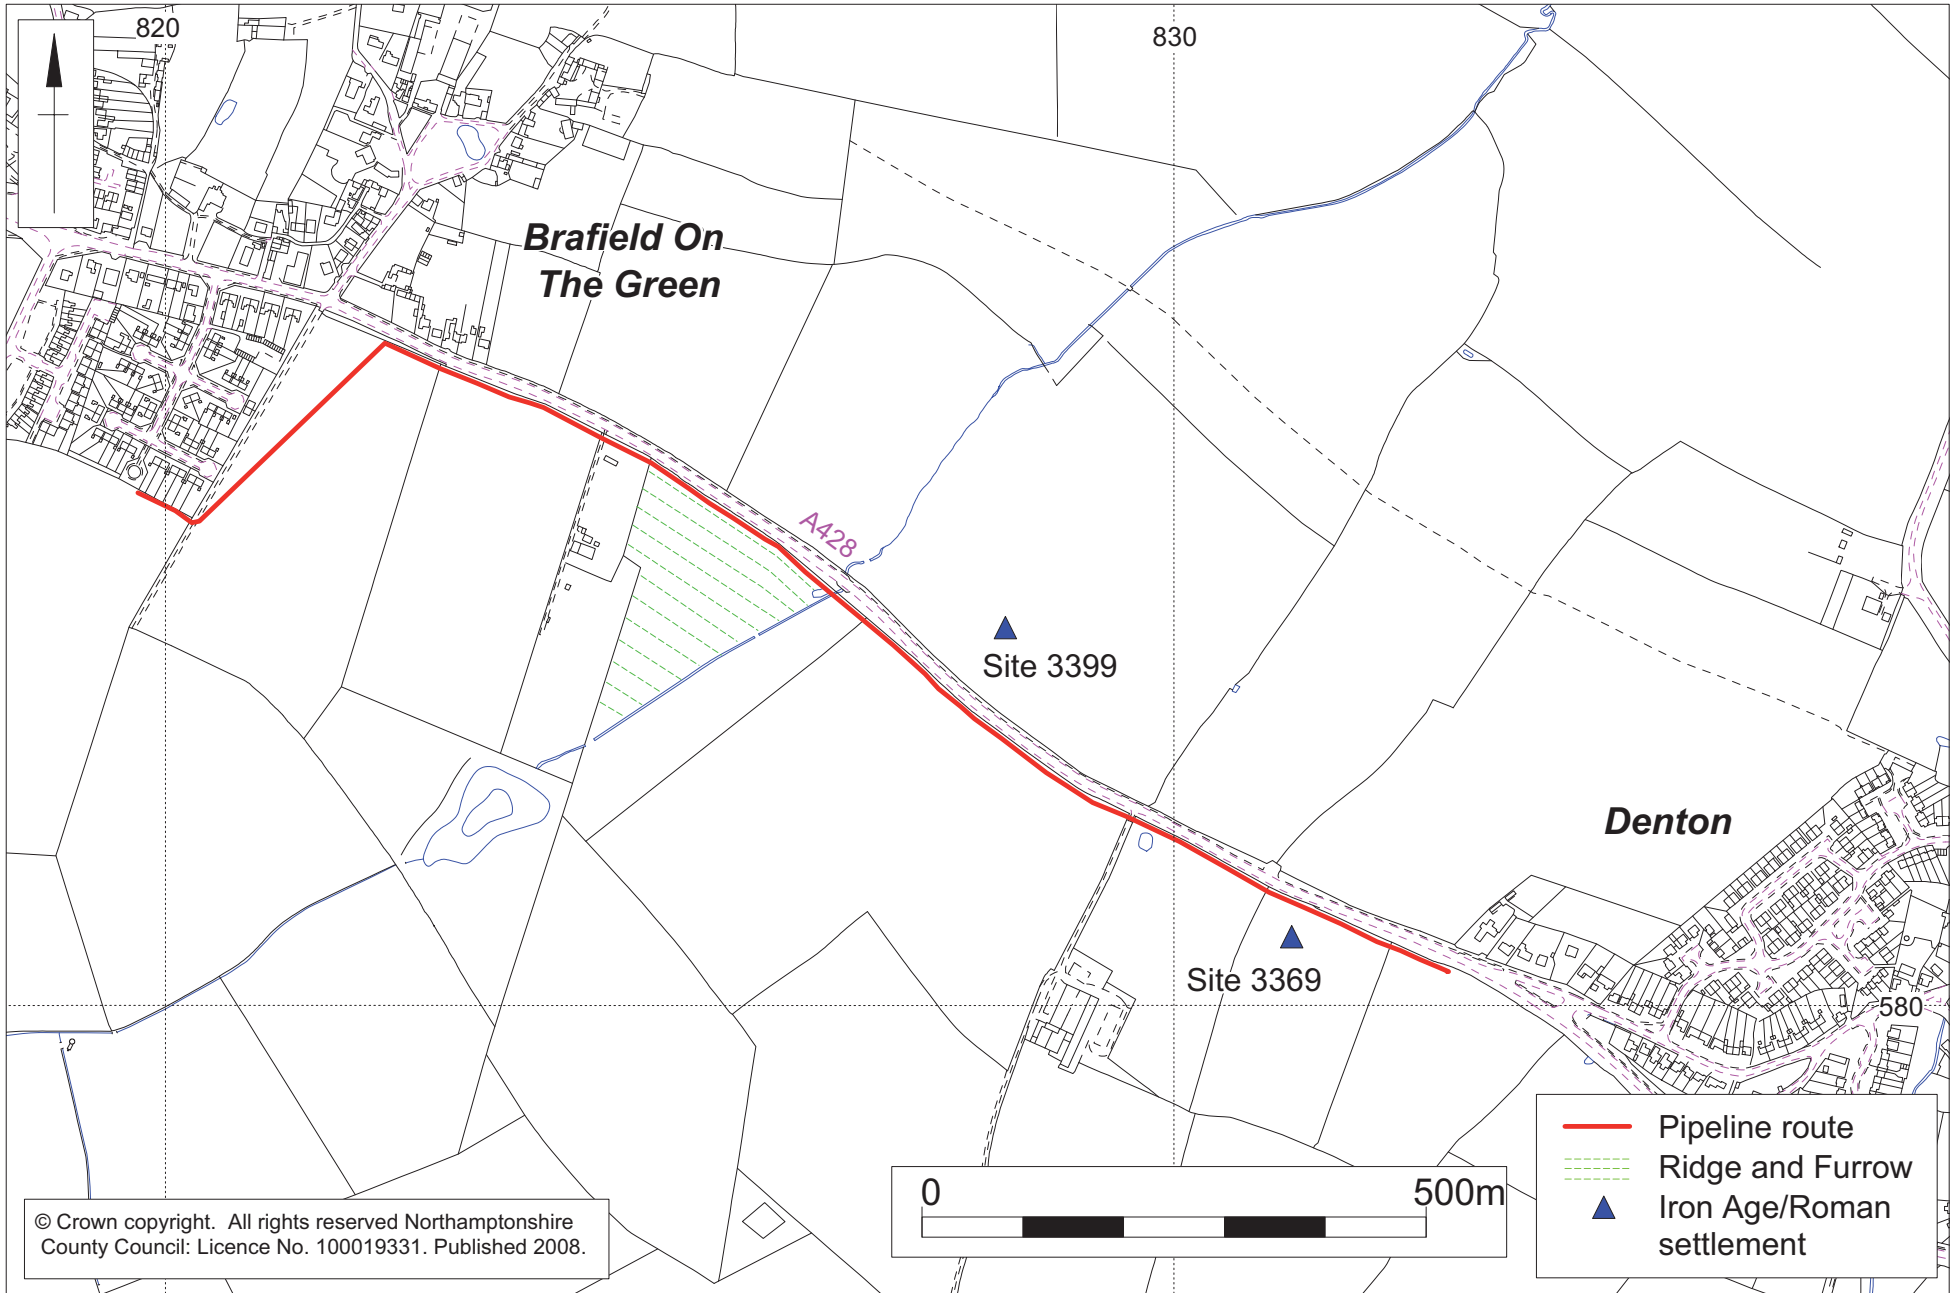 820
830
Brafield On
The Green
A428
Site 3399
Denton
Site 3369
580
0
500m
Pipeline route
Ridge and Furrow
Iron Age/Roman
settlement
© Crown copyright. All rights reserved Northamptonshire
County Council: Licence No. 100019331. Published 2008.